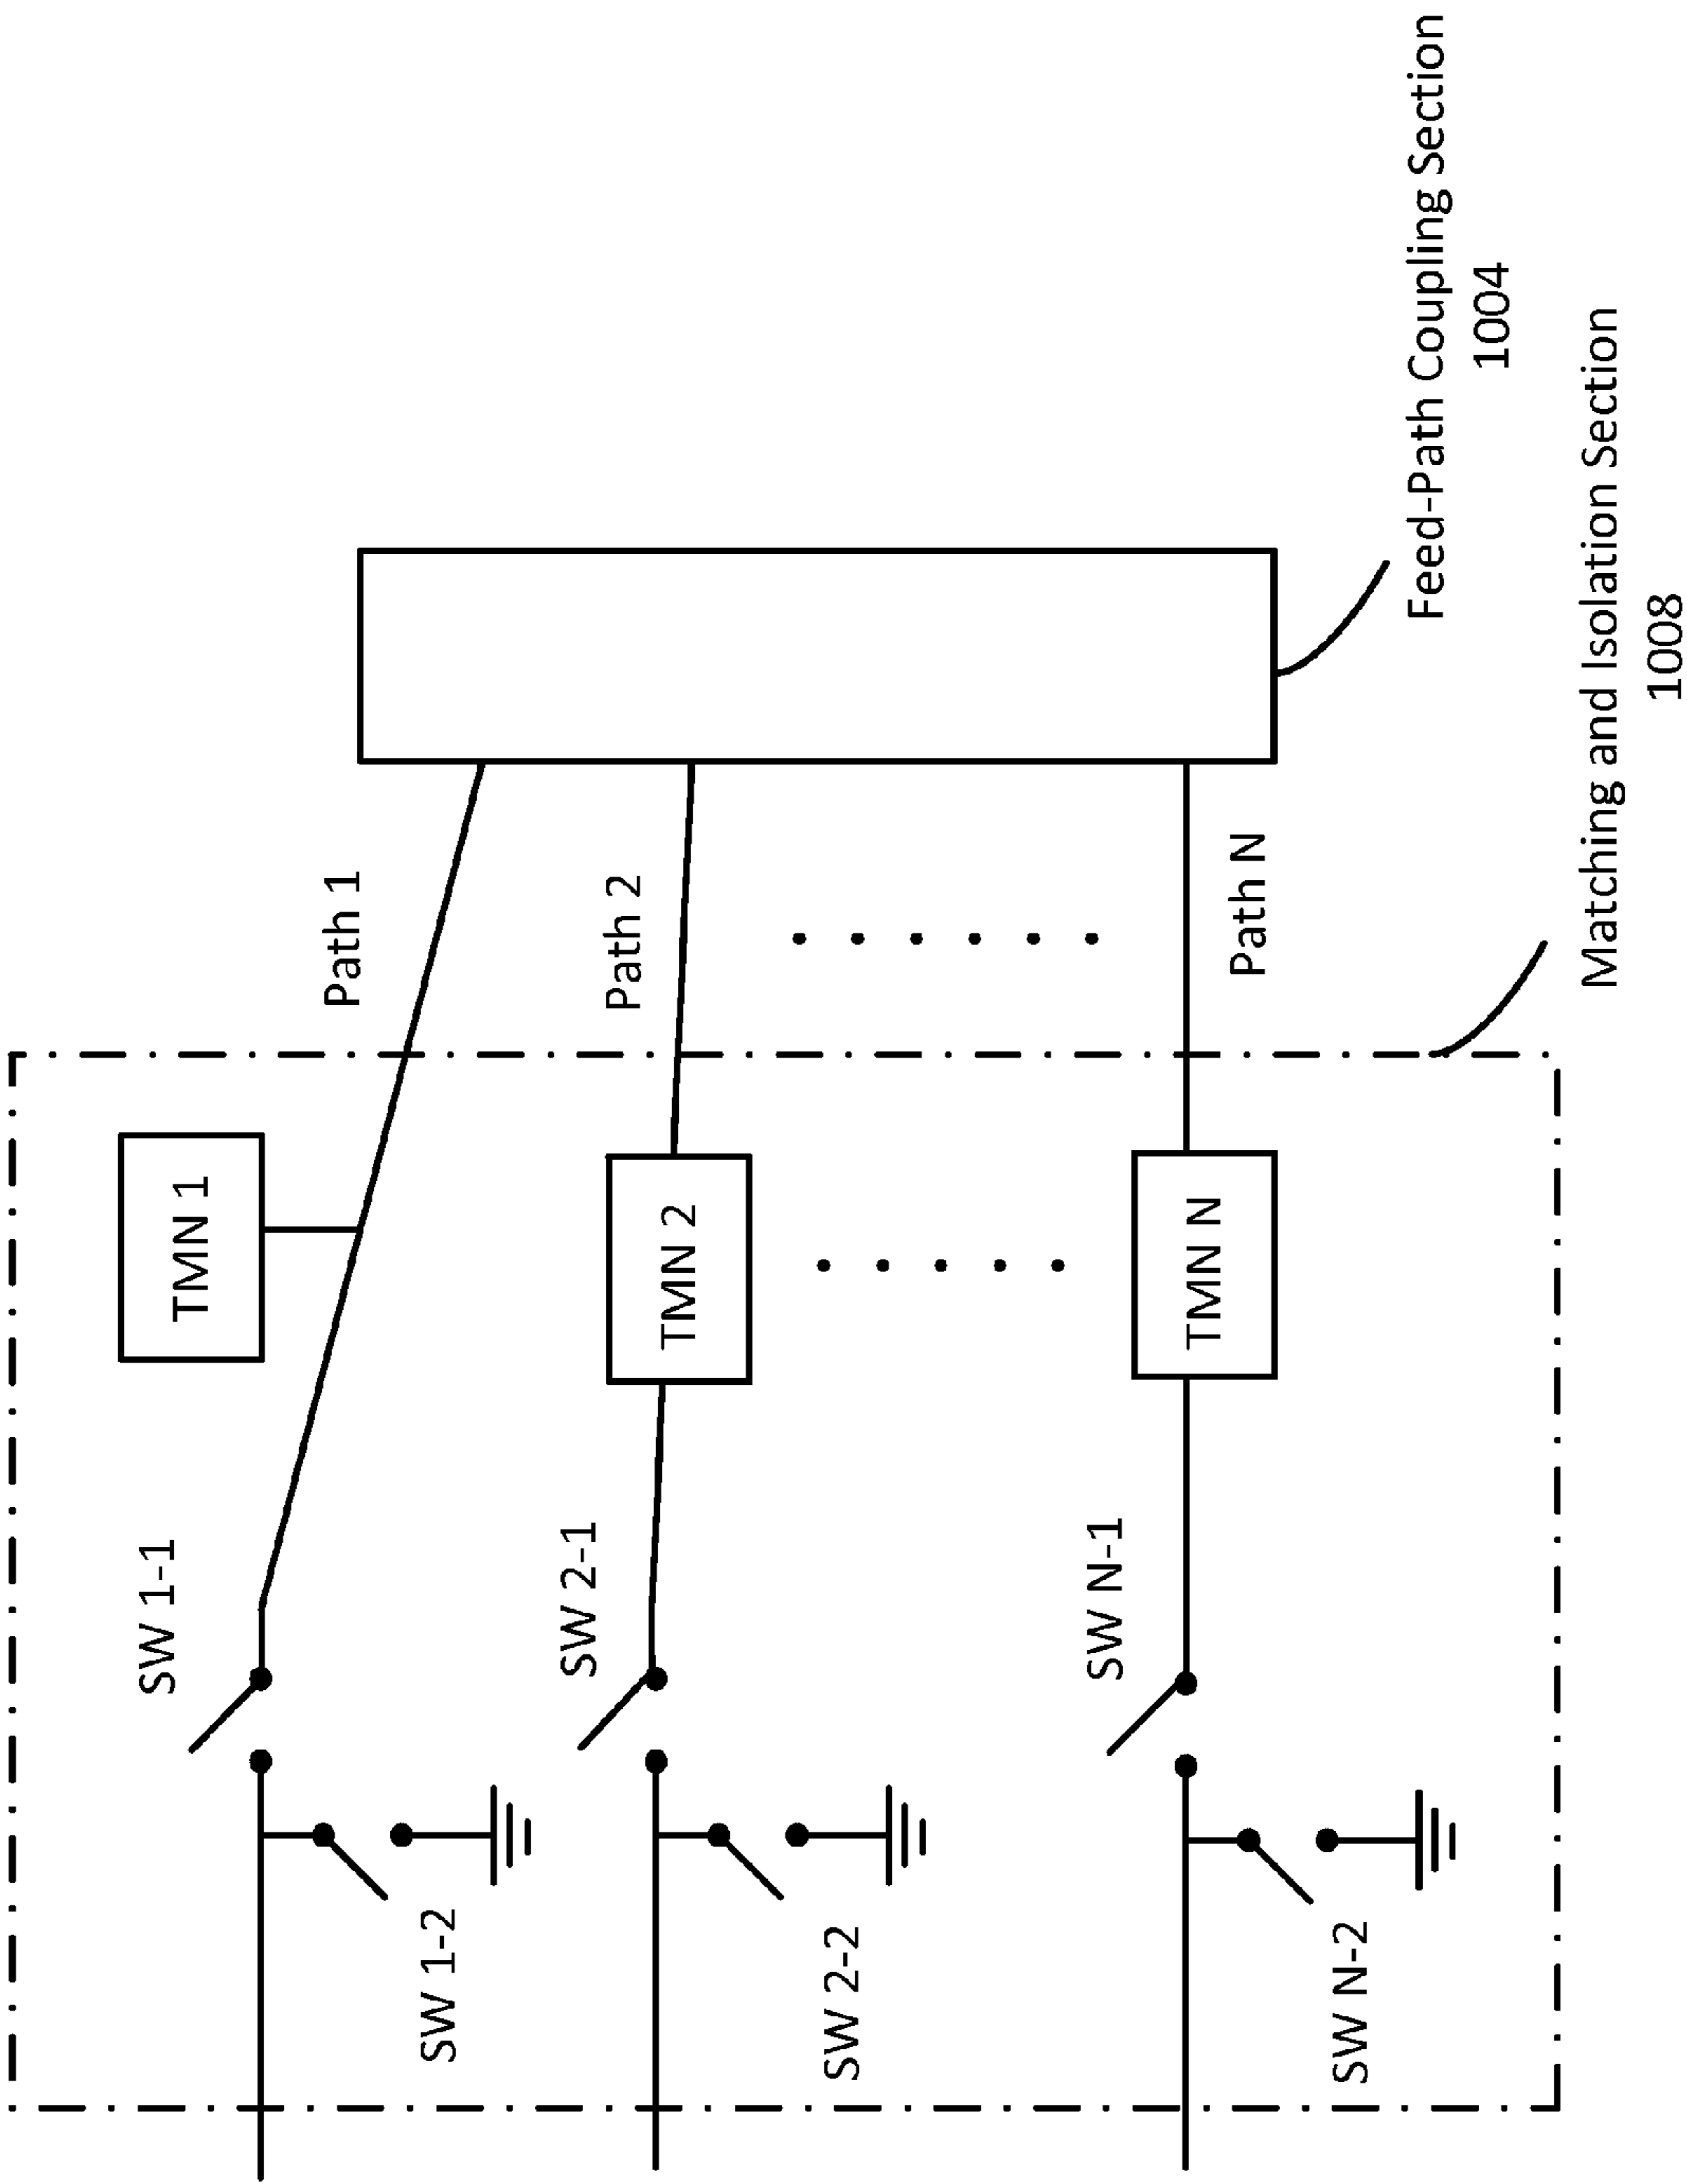 SW 1-2
SW 1-1
TMN 1
Path 1
SW 2-2
SW 2-1
TMN 2
Path 2
SW N-2
SW N-1
TMN N
Path N
Feed-Path Coupling Section
1004
Matching and Isolation Section
1008